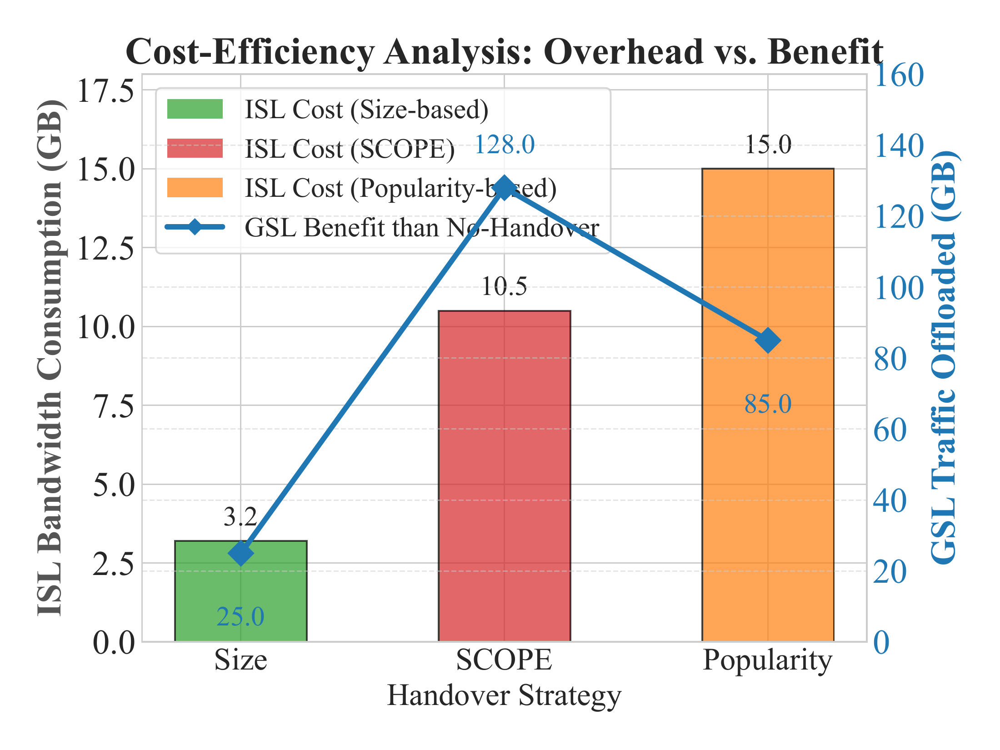 Cost-Efficiency Analysis: Overhead vs. Benefit
ISL Bandwidth Consumption (GB)
17.5
15.0
12.5
10.0
7.5
5.0
2.5
0.0
ISL Cost (Size-based)
ISL Cost (SCOPE)
ISL Cost (Popularity-based)
GSL Benefit than No-Handover
128.0
15.0
10.5
85.0
3.2
25.0
160
140
120
100
80
60
40
20
0
GSL Traffic Offloaded (GB)
Size
SCOPE
Popularity
Handover Strategy